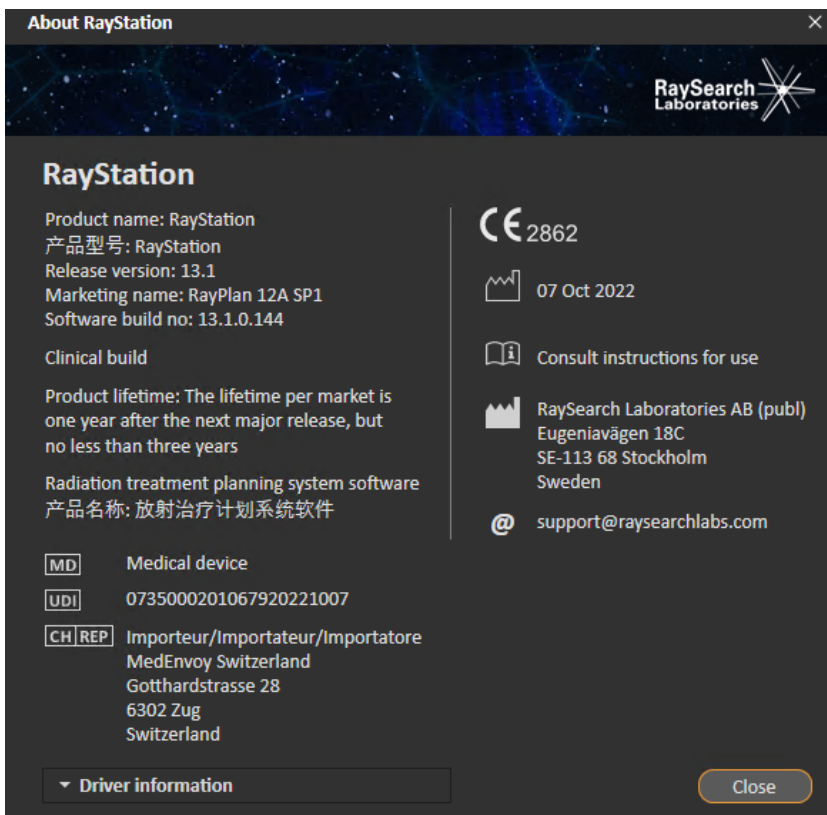 About RayStation
RaySearch
Laboratories
RayStation
Product name: RayStation
产品型号: RayStation
Release version: 13.1
Marketing name: RayPlan 12A SP1
Software build no: 13.1.0.144
Clinical build
Product lifetime: The lifetime per market is
one year after the next major release, but
no less than three years
Radiation treatment planning system software
产品名称: 放射治疗计划系统软件
MD Medical device
UDI 0735000201067920221007
CH REP Importeur/Importateur/Importatore
MedEnvoy Switzerland
Gotthardstrasse 28
6302 Zug
Switzerland
CE 2862
07 Oct 2022
Consult instructions for use
RaySearch Laboratories AB (publ)
Eugeniavägen 18C
SE-113 68 Stockholm
Sweden
@ support@raysearchlabs.com
Driver information
Close